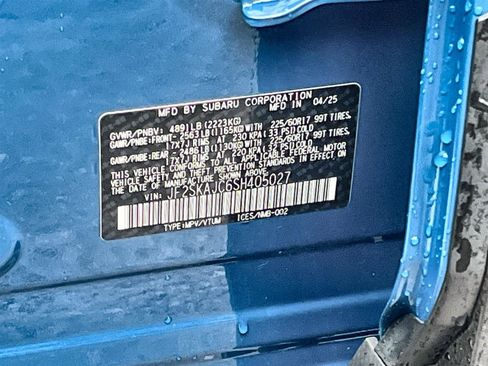 MFD BY SUBARU CORPORATION
MFD IN 04/25
GVWR/PNBV: 4891LB(2223KG)
GAWR/PNBE: FRONT- 2563LB(1165KG)WITH 225/60R17 99T TIRES,
17X7J RIMS AT 230 KPA(33 PSI)COLD
GAWR/PNBE: REAR - 2486LB(1130KG)WITH 225/60R17 99T TIRES,
17X7J RIMS AT 220 KPA(32 PSI)COLD
THIS VEHICLE CONFORMS TO ALL APPLICABLE FEDERAL MOTOR
VEHICLE SAFETY AND THEFT PREVENTION STANDARDS
IN EFFECT ON THE DATE OF MANUFACTURE SHOWN ABOVE.
VIN: JF2SKAJC6SH405027
TYPE:MPV/VTUM ICES/NMB-002